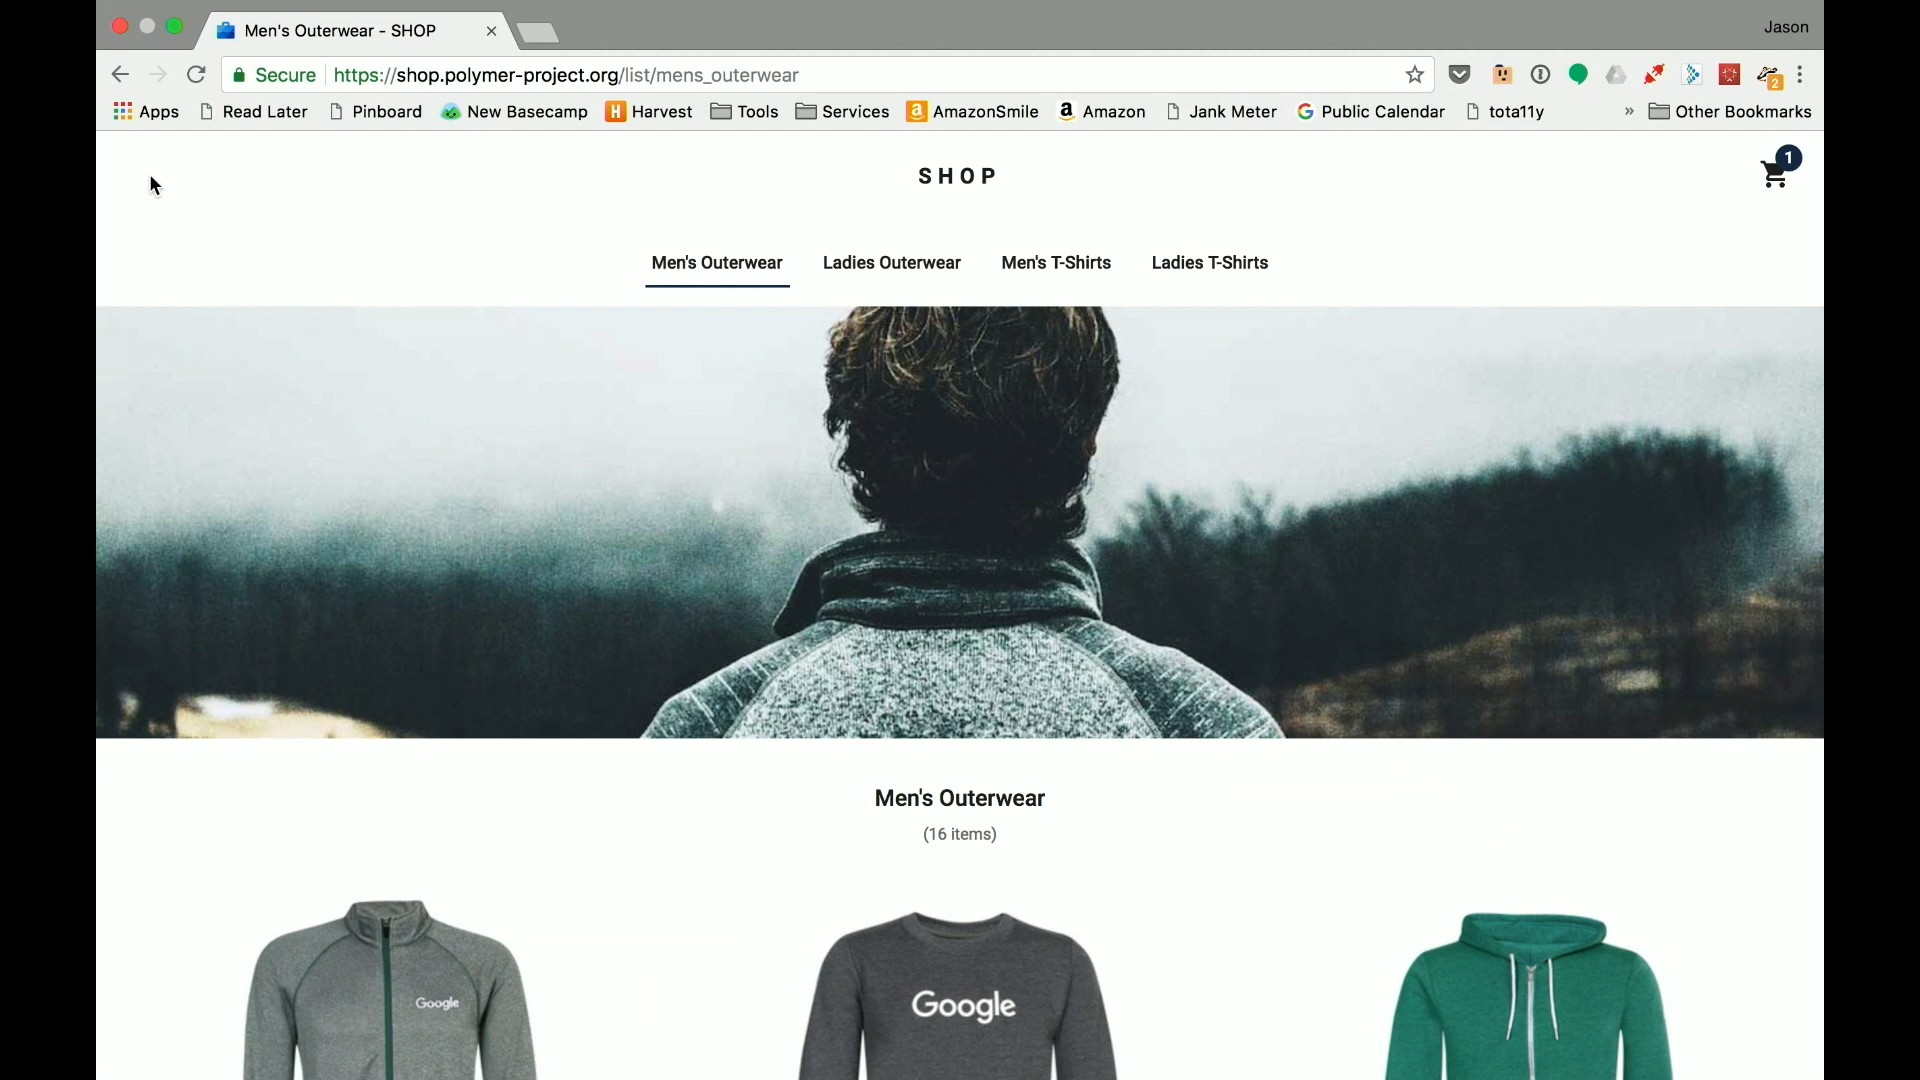 Men's Outerwear - SHOP
Jason
Secure
https://shop.polymer-project.org/list/mens_outerwear
2
Apps
Read Later
Pinboard
New Basecamp
H Harvest
Tools
Services
a AmazonSmile
a Amazon
Jank Meter
G Public Calendar
tota11y
»
Other Bookmarks
SHOP
1
Men's Outerwear
Ladies Outerwear
Men's T-Shirts
Ladies T-Shirts
Men's Outerwear
(16 items)
Google
Google